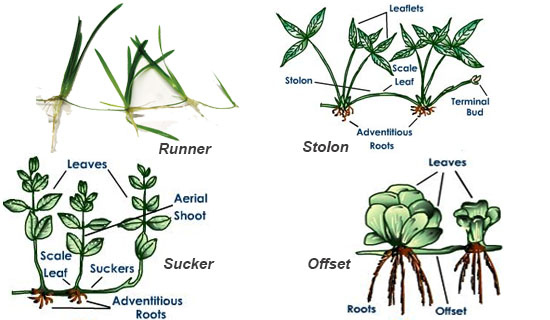 Runner
Leaflets
Stolon
Scale
Leaf
Terminal
Bud
Adventitious
Roots
Stolon
Leaves
Aerial
Shoot
Scale
Leaf
Suckers
Adventitious
Roots
Sucker
Leaves
Offset
Roots
Offset